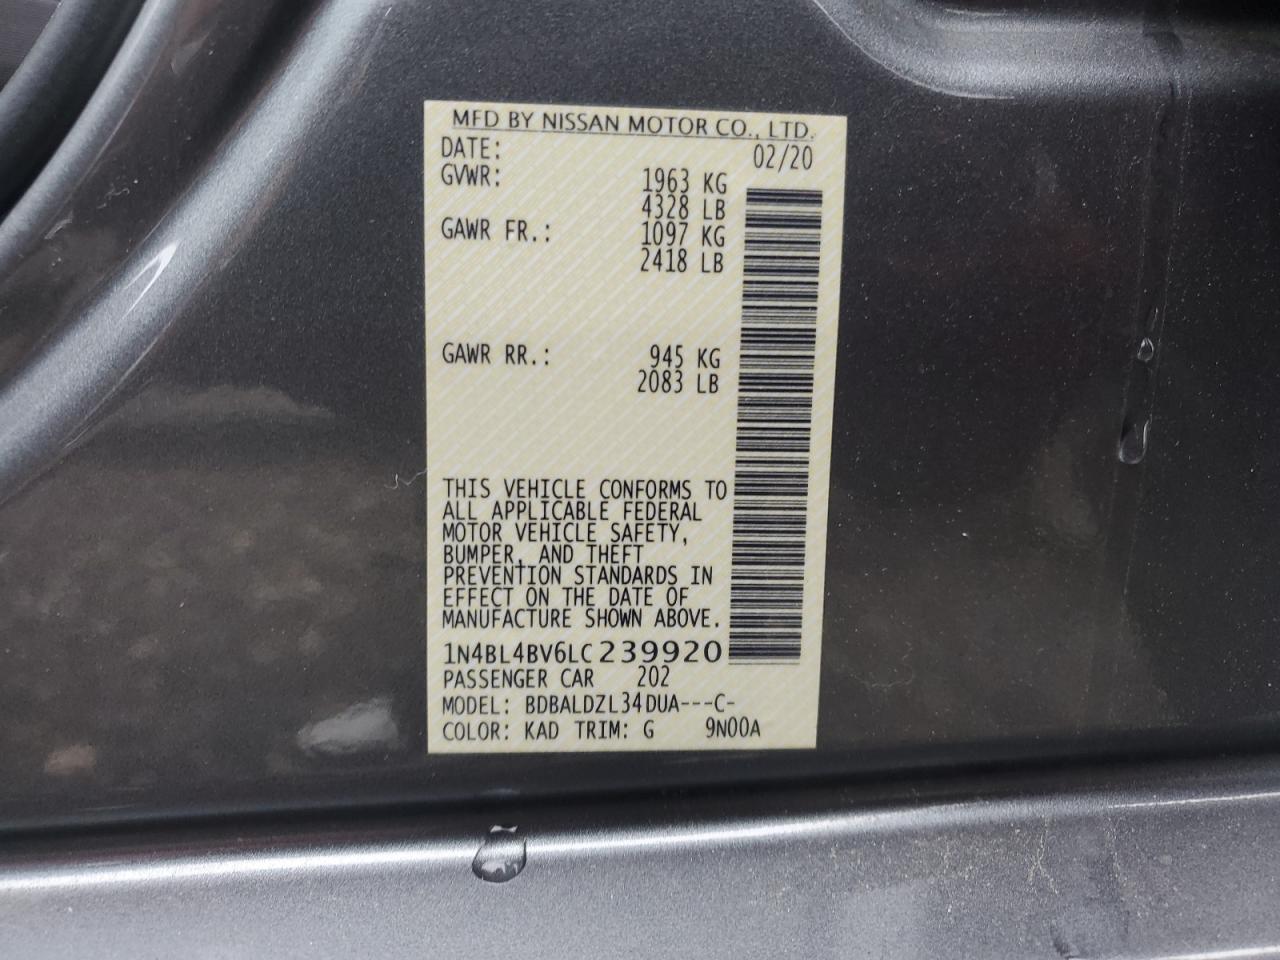 MFD BY NISSAN MOTOR CO., LTD.
DATE: 02/20
GVWR: 1963 KG
4328 LB
GAWR FR.: 1097 KG
2418 LB
GAWR RR.: 945 KG
2083 LB
THIS VEHICLE CONFORMS TO
ALL APPLICABLE FEDERAL
MOTOR VEHICLE SAFETY,
BUMPER, AND THEFT
PREVENTION STANDARDS IN
EFFECT ON THE DATE OF
MANUFACTURE SHOWN ABOVE.
1N4BL4BV6LC239920
PASSENGER CAR 202
MODEL: BDBALDZL34DUA---C-
COLOR: KAD TRIM: G 9N00A